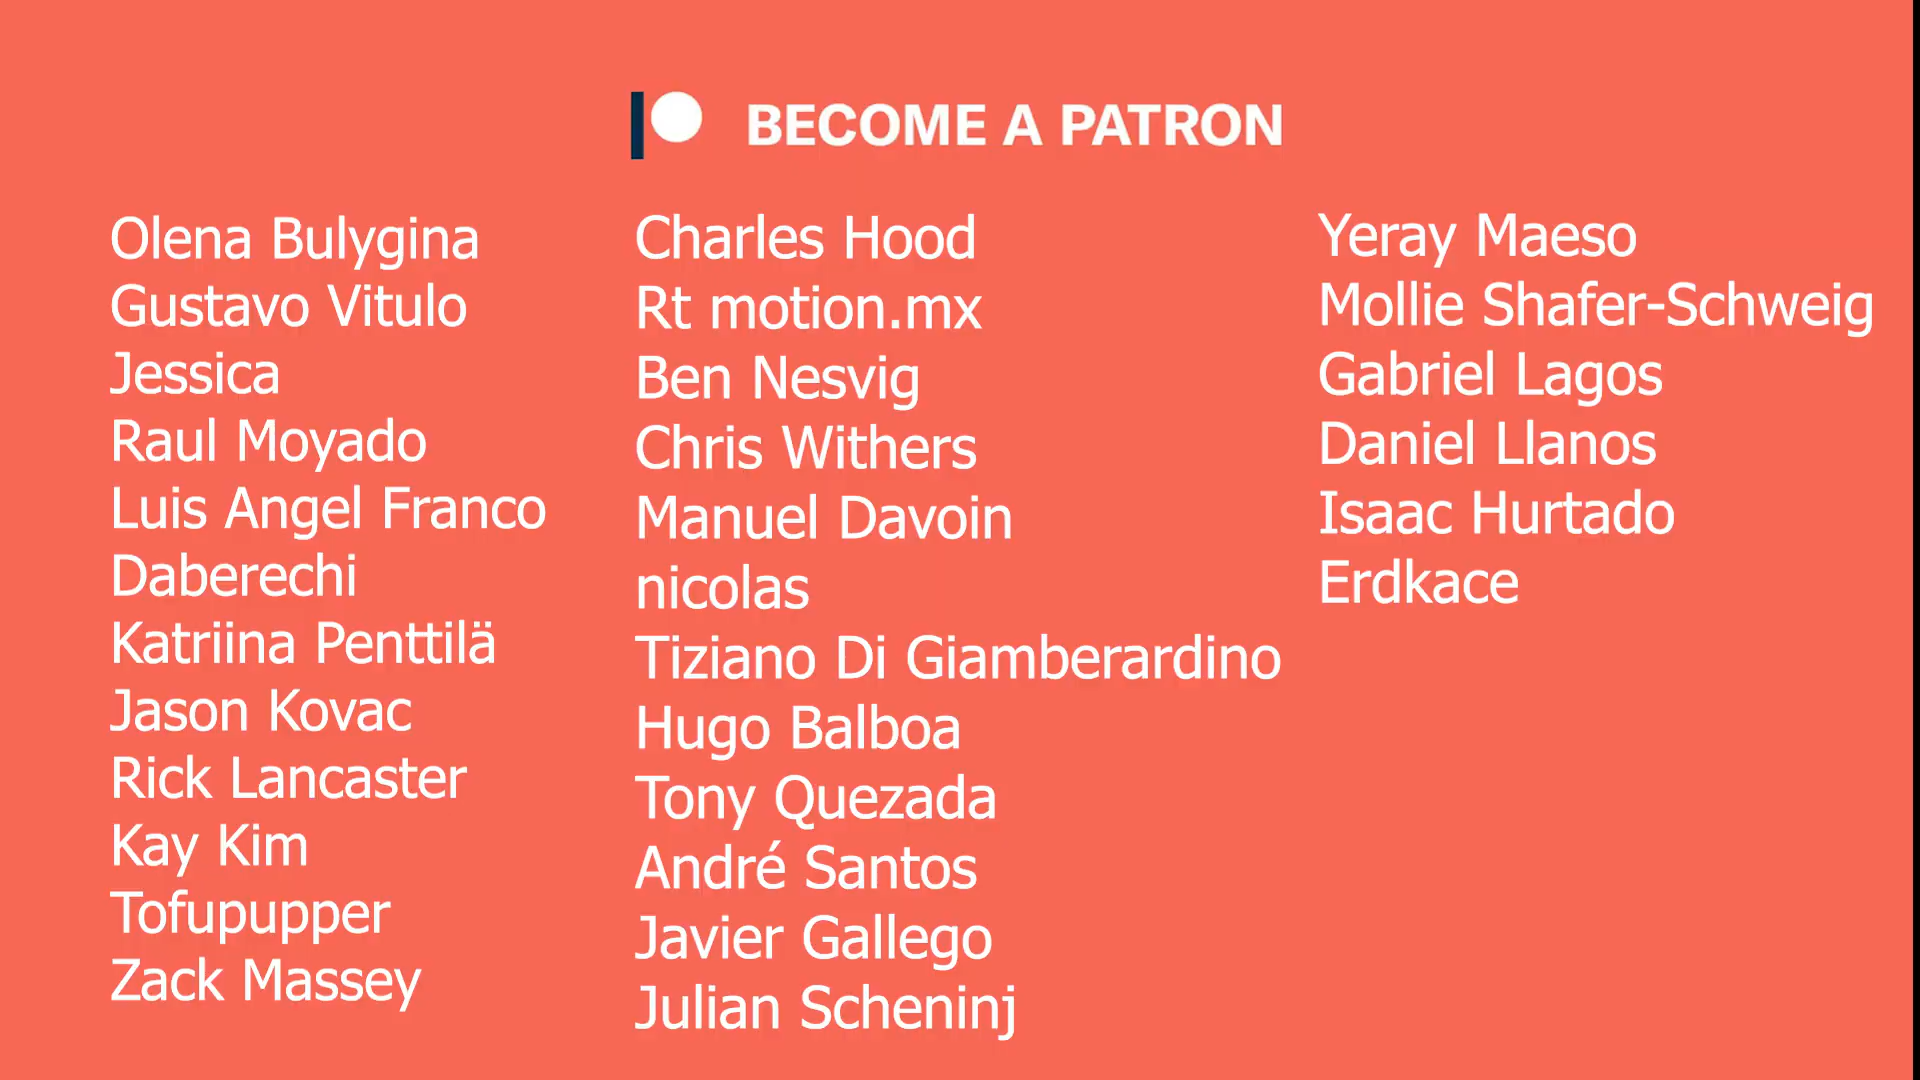 BECOME A PATRON
Olena Bulygina
Gustavo Vitulo
Jessica
Raul Moyado
Luis Angel Franco
Daberechi
Katriina Penttilä
Jason Kovac
Rick Lancaster
Kay Kim
Tofupupper
Zack Massey
Charles Hood
Rt motion.mx
Ben Nesvig
Chris Withers
Manuel Davoin
nicolas
Tiziano Di Giamberardino
Hugo Balboa
Tony Quezada
André Santos
Javier Gallego
Julian Scheninj
Yeray Maeso
Mollie Shafer-Schweig
Gabriel Lagos
Daniel Llanos
Isaac Hurtado
Erdkace